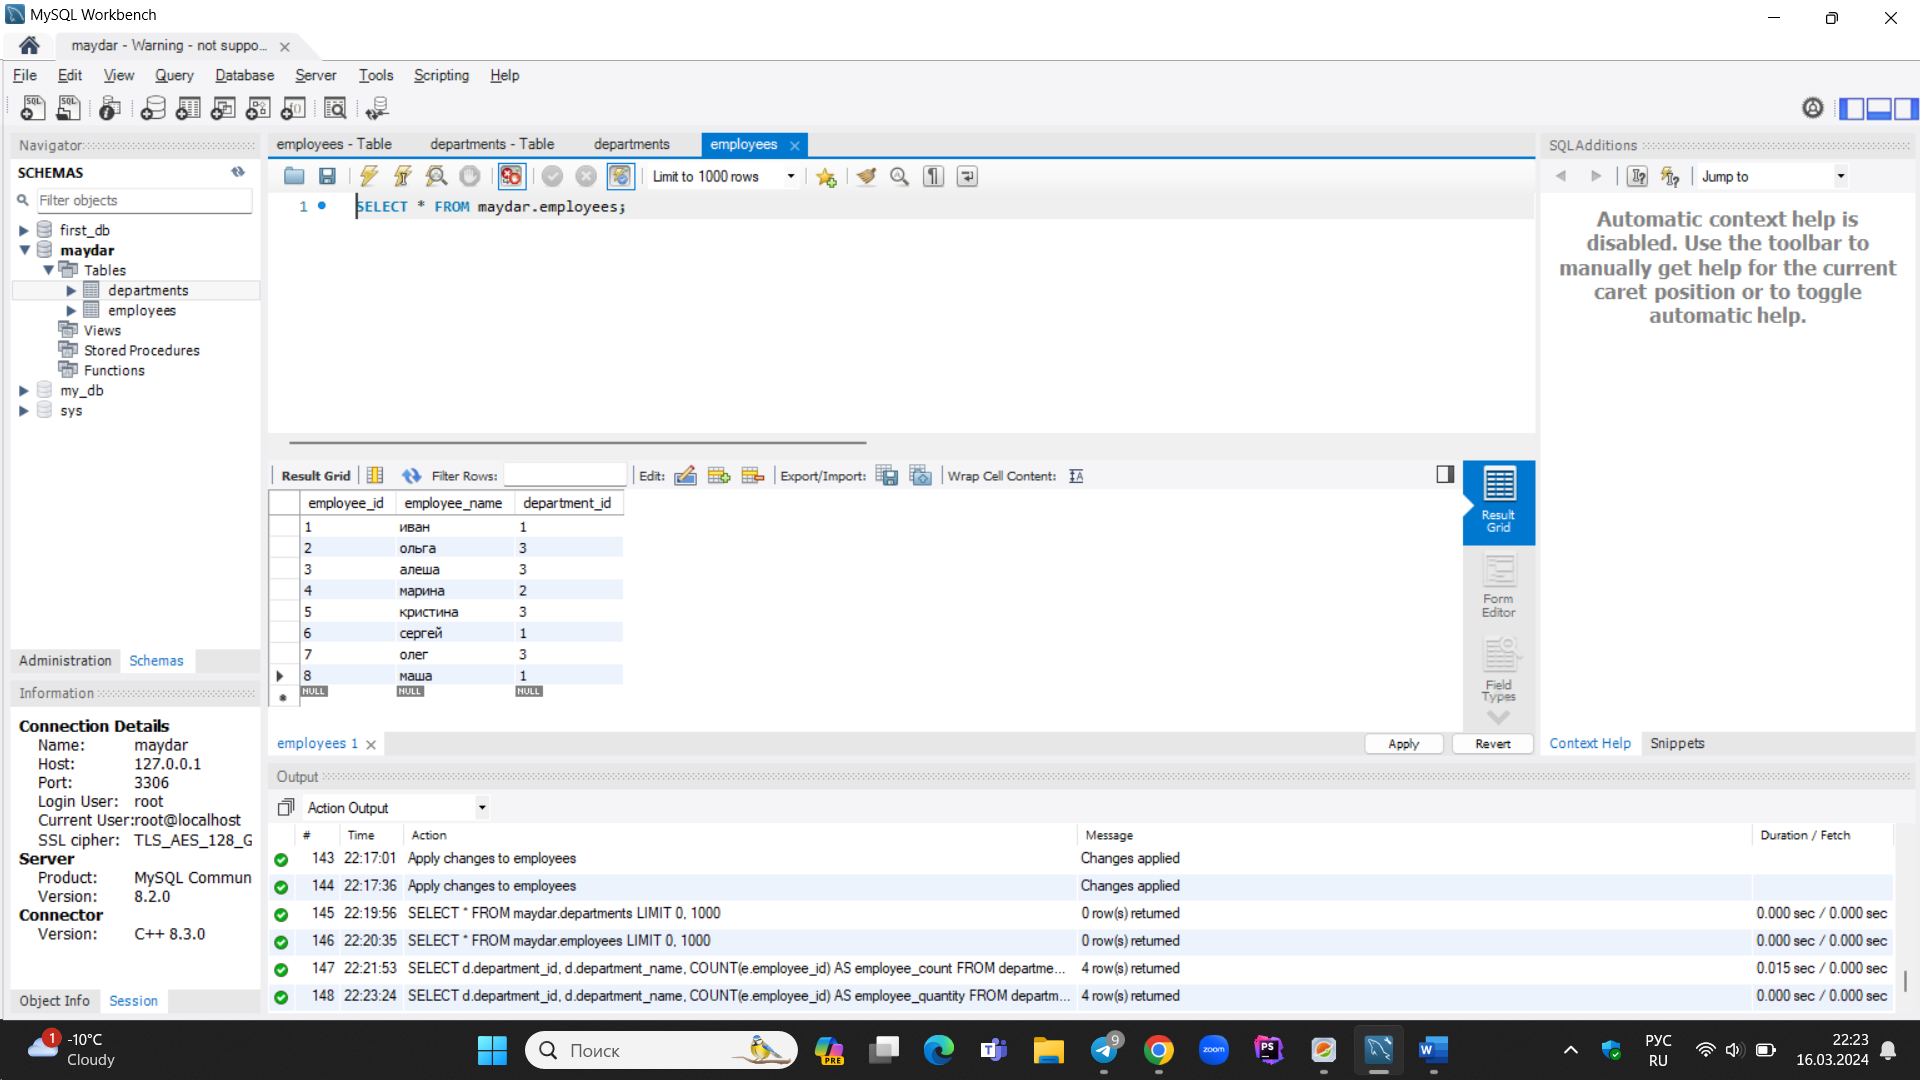 MySQL Workbench
maydar - Warning - not suppo...
File Edit View Query Database Server Tools Scripting Help
Navigator
SCHEMAS
Filter objects
first_db
maydar
Tables
departments
employees
Views
Stored Procedures
Functions
my_db
sys
Administration Schemas
Information
Connection Details
Name: maydar
Host: 127.0.0.1
Port: 3306
Login User: root
Current User:root@localhost
SSL cipher: TLS_AES_128_G
Server
Product: MySQL Commun
Version: 8.2.0
Connector
Version: C++ 8.3.0
Object Info Session
employees - Table departments - Table departments employees
Limit to 1000 rows
1 SELECT * FROM maydar.employees;
Result Grid Filter Rows: Edit: Export/Import: Wrap Cell Content:
employee_id employee_name department_id
1 иван 1
2 ольга 3
3 алеша 3
4 марина 2
5 кристина 3
6 сергей 1
7 олег 3
8 маша 1
NULL NULL NULL
Result
Grid
Form
Editor
Field
Types
employees 1 Apply Revert
SQLAdditions
Jump to
Automatic context help is
disabled. Use the toolbar to
manually get help for the current
caret position or to toggle
automatic help.
Context Help Snippets
Output
Action Output
# Time Action Message Duration / Fetch
143 22:17:01 Apply changes to employees Changes applied
144 22:17:36 Apply changes to employees Changes applied
145 22:19:56 SELECT * FROM maydar.departments LIMIT 0, 1000 0 row(s) returned 0.000 sec / 0.000 sec
146 22:20:35 SELECT * FROM maydar.employees LIMIT 0, 1000 0 row(s) returned 0.000 sec / 0.000 sec
147 22:21:53 SELECT d.department_id, d.department_name, COUNT(e.employee_id) AS employee_count FROM departme... 4 row(s) returned 0.015 sec / 0.000 sec
148 22:23:24 SELECT d.department_id, d.department_name, COUNT(e.employee_id) AS employee_quantity FROM departm... 4 row(s) returned 0.000 sec / 0.000 sec
1
-10°C
Cloudy
Поиск
PRE
9
zoom
PS
W
РУС
RU
22:23
16.03.2024